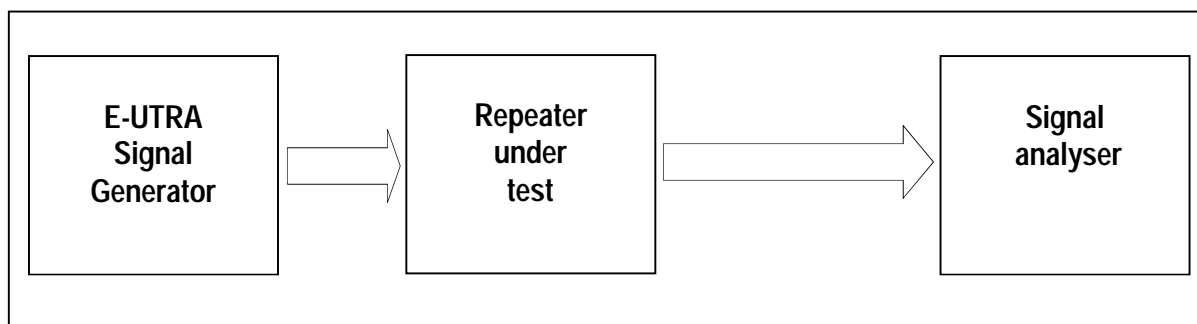 E-UTRA
Signal
Generator
Repeater
under
test
Signal
analyser